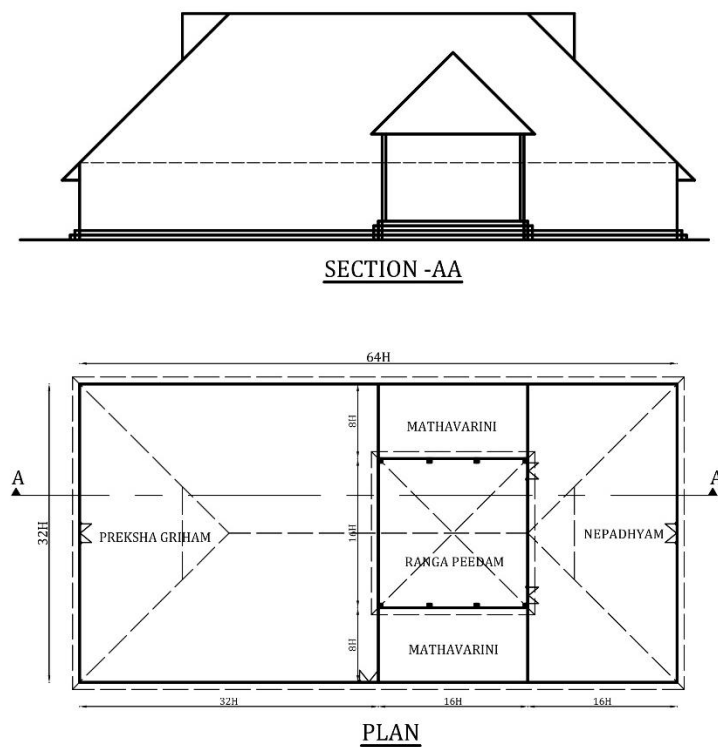 SECTION -AA
64H
8H
MATHAVARINI
A
A
32H
PREKSHA GRIHAM
16H
NEPADHYAM
RANGA PEEDAM
8H
MATHAVARINI
32H
16H
16H
PLAN